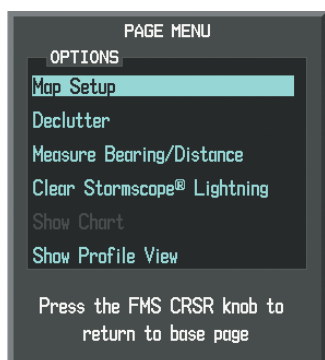 PAGE MENU
OPTIONS
Map Setup
Declutter
Measure Bearing/Distance
Clear Stormscope® Lightning
Show Chart
Show Profile View
Press the FMS CRSR knob to
return to base page